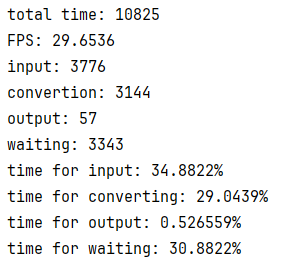 total time: 10825
FPS: 29.6536
input: 3776
convertion: 3144
output: 57
waiting: 3343
time for input: 34.8822%
time for converting: 29.0439%
time for output: 0.526559%
time for waiting: 30.8822%